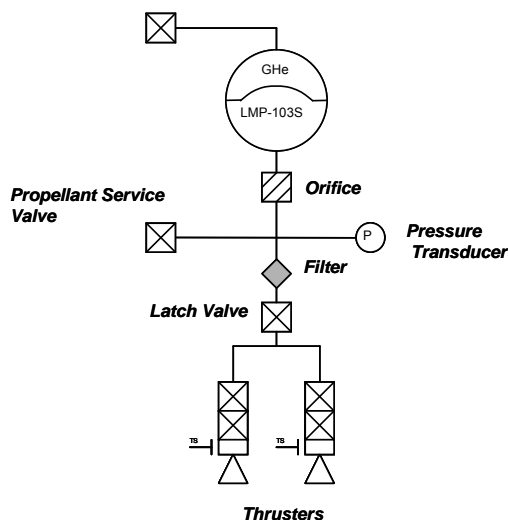 GHe
LMP-103S
Orifice
Propellant Service
Valve
P
Pressure
Transducer
Filter
Latch Valve
TS
TS
Thrusters